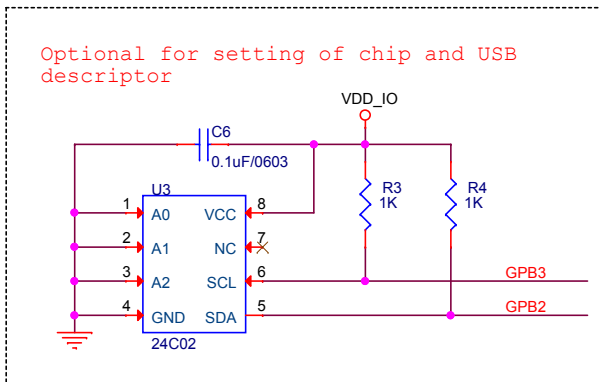 Optional for setting of chip and USB
descriptor
VDD_IO
C6
0.1uF/0603
U3
R3
1K
R4
1K
1 A0 VCC 8
2 A1 NC 7
3 A2 SCL 6 GPB3
4 GND SDA 5 GPB2
24C02